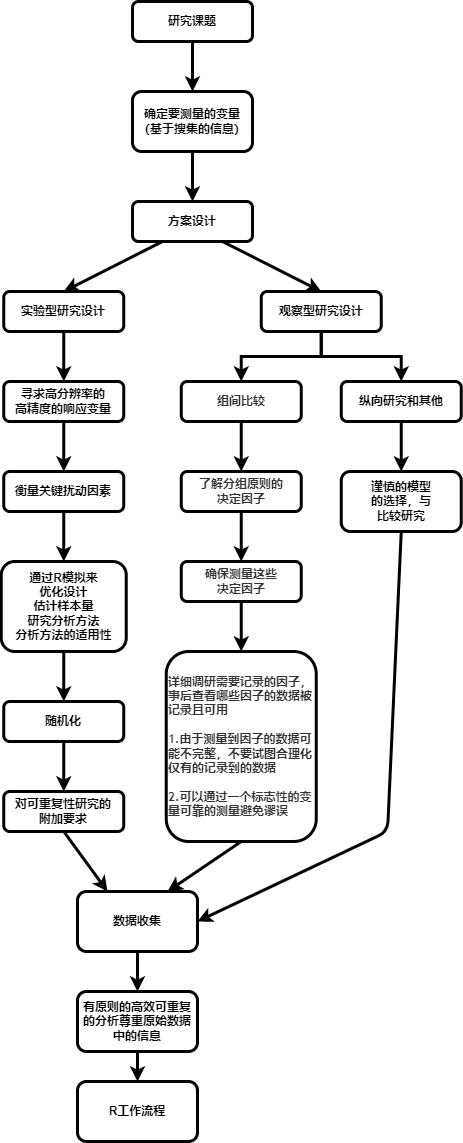 研究课题
确定要测量的变量
(基于搜集的信息)
方案设计
实验型研究设计
观察型研究设计
寻求高分辨率的
高精度的响应变量
组间比较
纵向研究和其他
衡量关键扰动因素
了解分组原则的
决定因子
谨慎的模型
的选择，与
比较研究
通过R模拟来
优化设计
估计样本量
研究分析方法
分析方法的适用性
确保测量这些
决定因子
随机化
详细调研需要记录的因子，
事后查看哪些因子的数据被
记录且可用
1.由于测量到因子的数据可
能不完整，不要试图合理化
仅有的记录到的数据
2.可以通过一个标志性的变
量可靠的测量避免谬误
对可重复性研究的
附加要求
数据收集
有原则的高效可重复
的分析尊重原始数据
中的信息
R工作流程